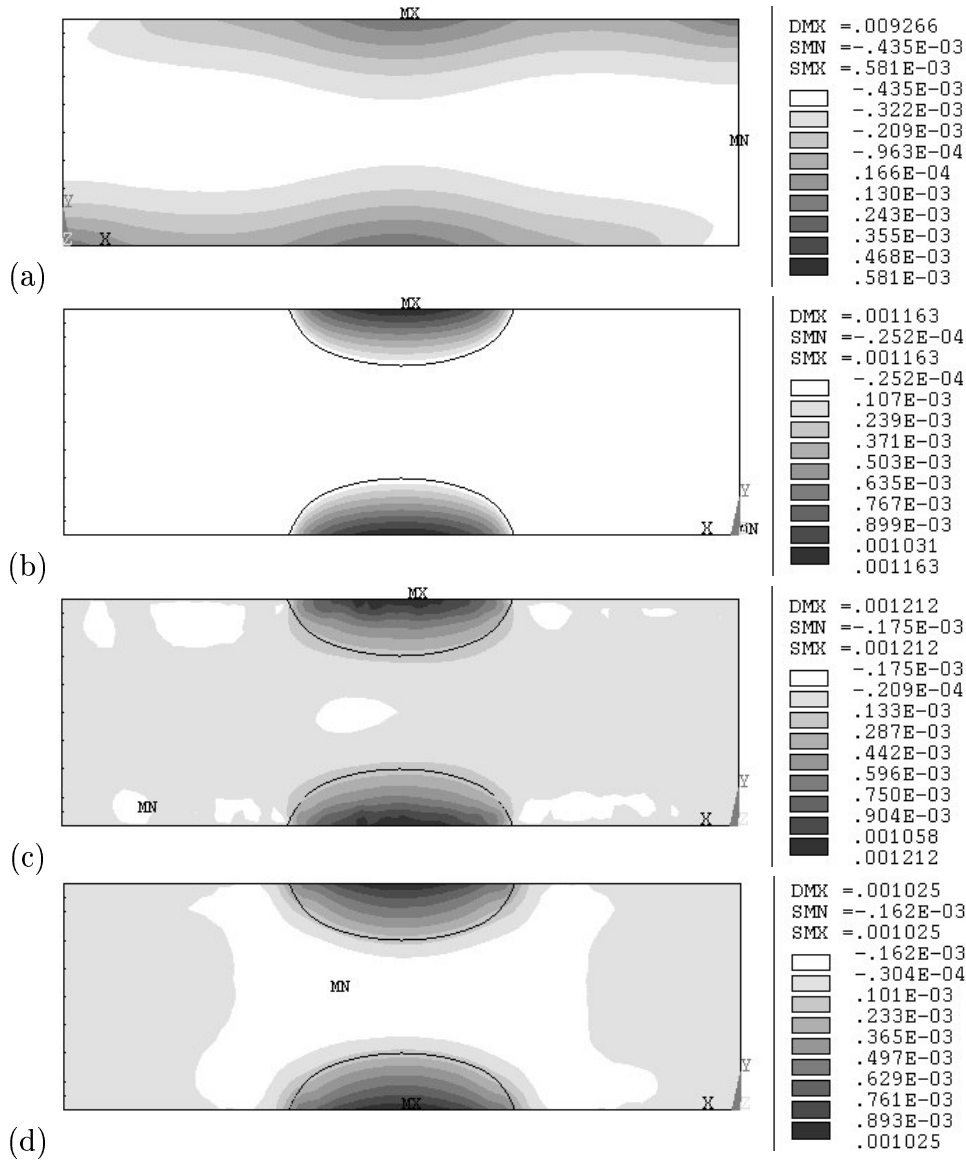 MX
MN
Y
Z X
(a)
DMX =.009266
SMN =-.435E-03
SMX =.581E-03
-.435E-03
-.322E-03
-.209E-03
-.963E-04
.166E-04
.130E-03
.243E-03
.355E-03
.468E-03
.581E-03
MX
Y
X
(b)
DMX =.001163
SMN =-.252E-04
SMX =.001163
-.252E-04
.107E-03
.239E-03
.371E-03
.503E-03
.635E-03
.767E-03
.899E-03
.001031
.001163
MX
MN
Y
X Z
(c)
DMX =.001212
SMN =-.175E-03
SMX =.001212
-.175E-03
-.209E-04
.133E-03
.287E-03
.442E-03
.596E-03
.750E-03
.904E-03
.001058
.001212
MN
Y
MX
X Z
(d)
DMX =.001025
SMN =-.162E-03
SMX =.001025
-.162E-03
-.304E-04
.101E-03
.233E-03
.365E-03
.497E-03
.629E-03
.761E-03
.893E-03
.001025